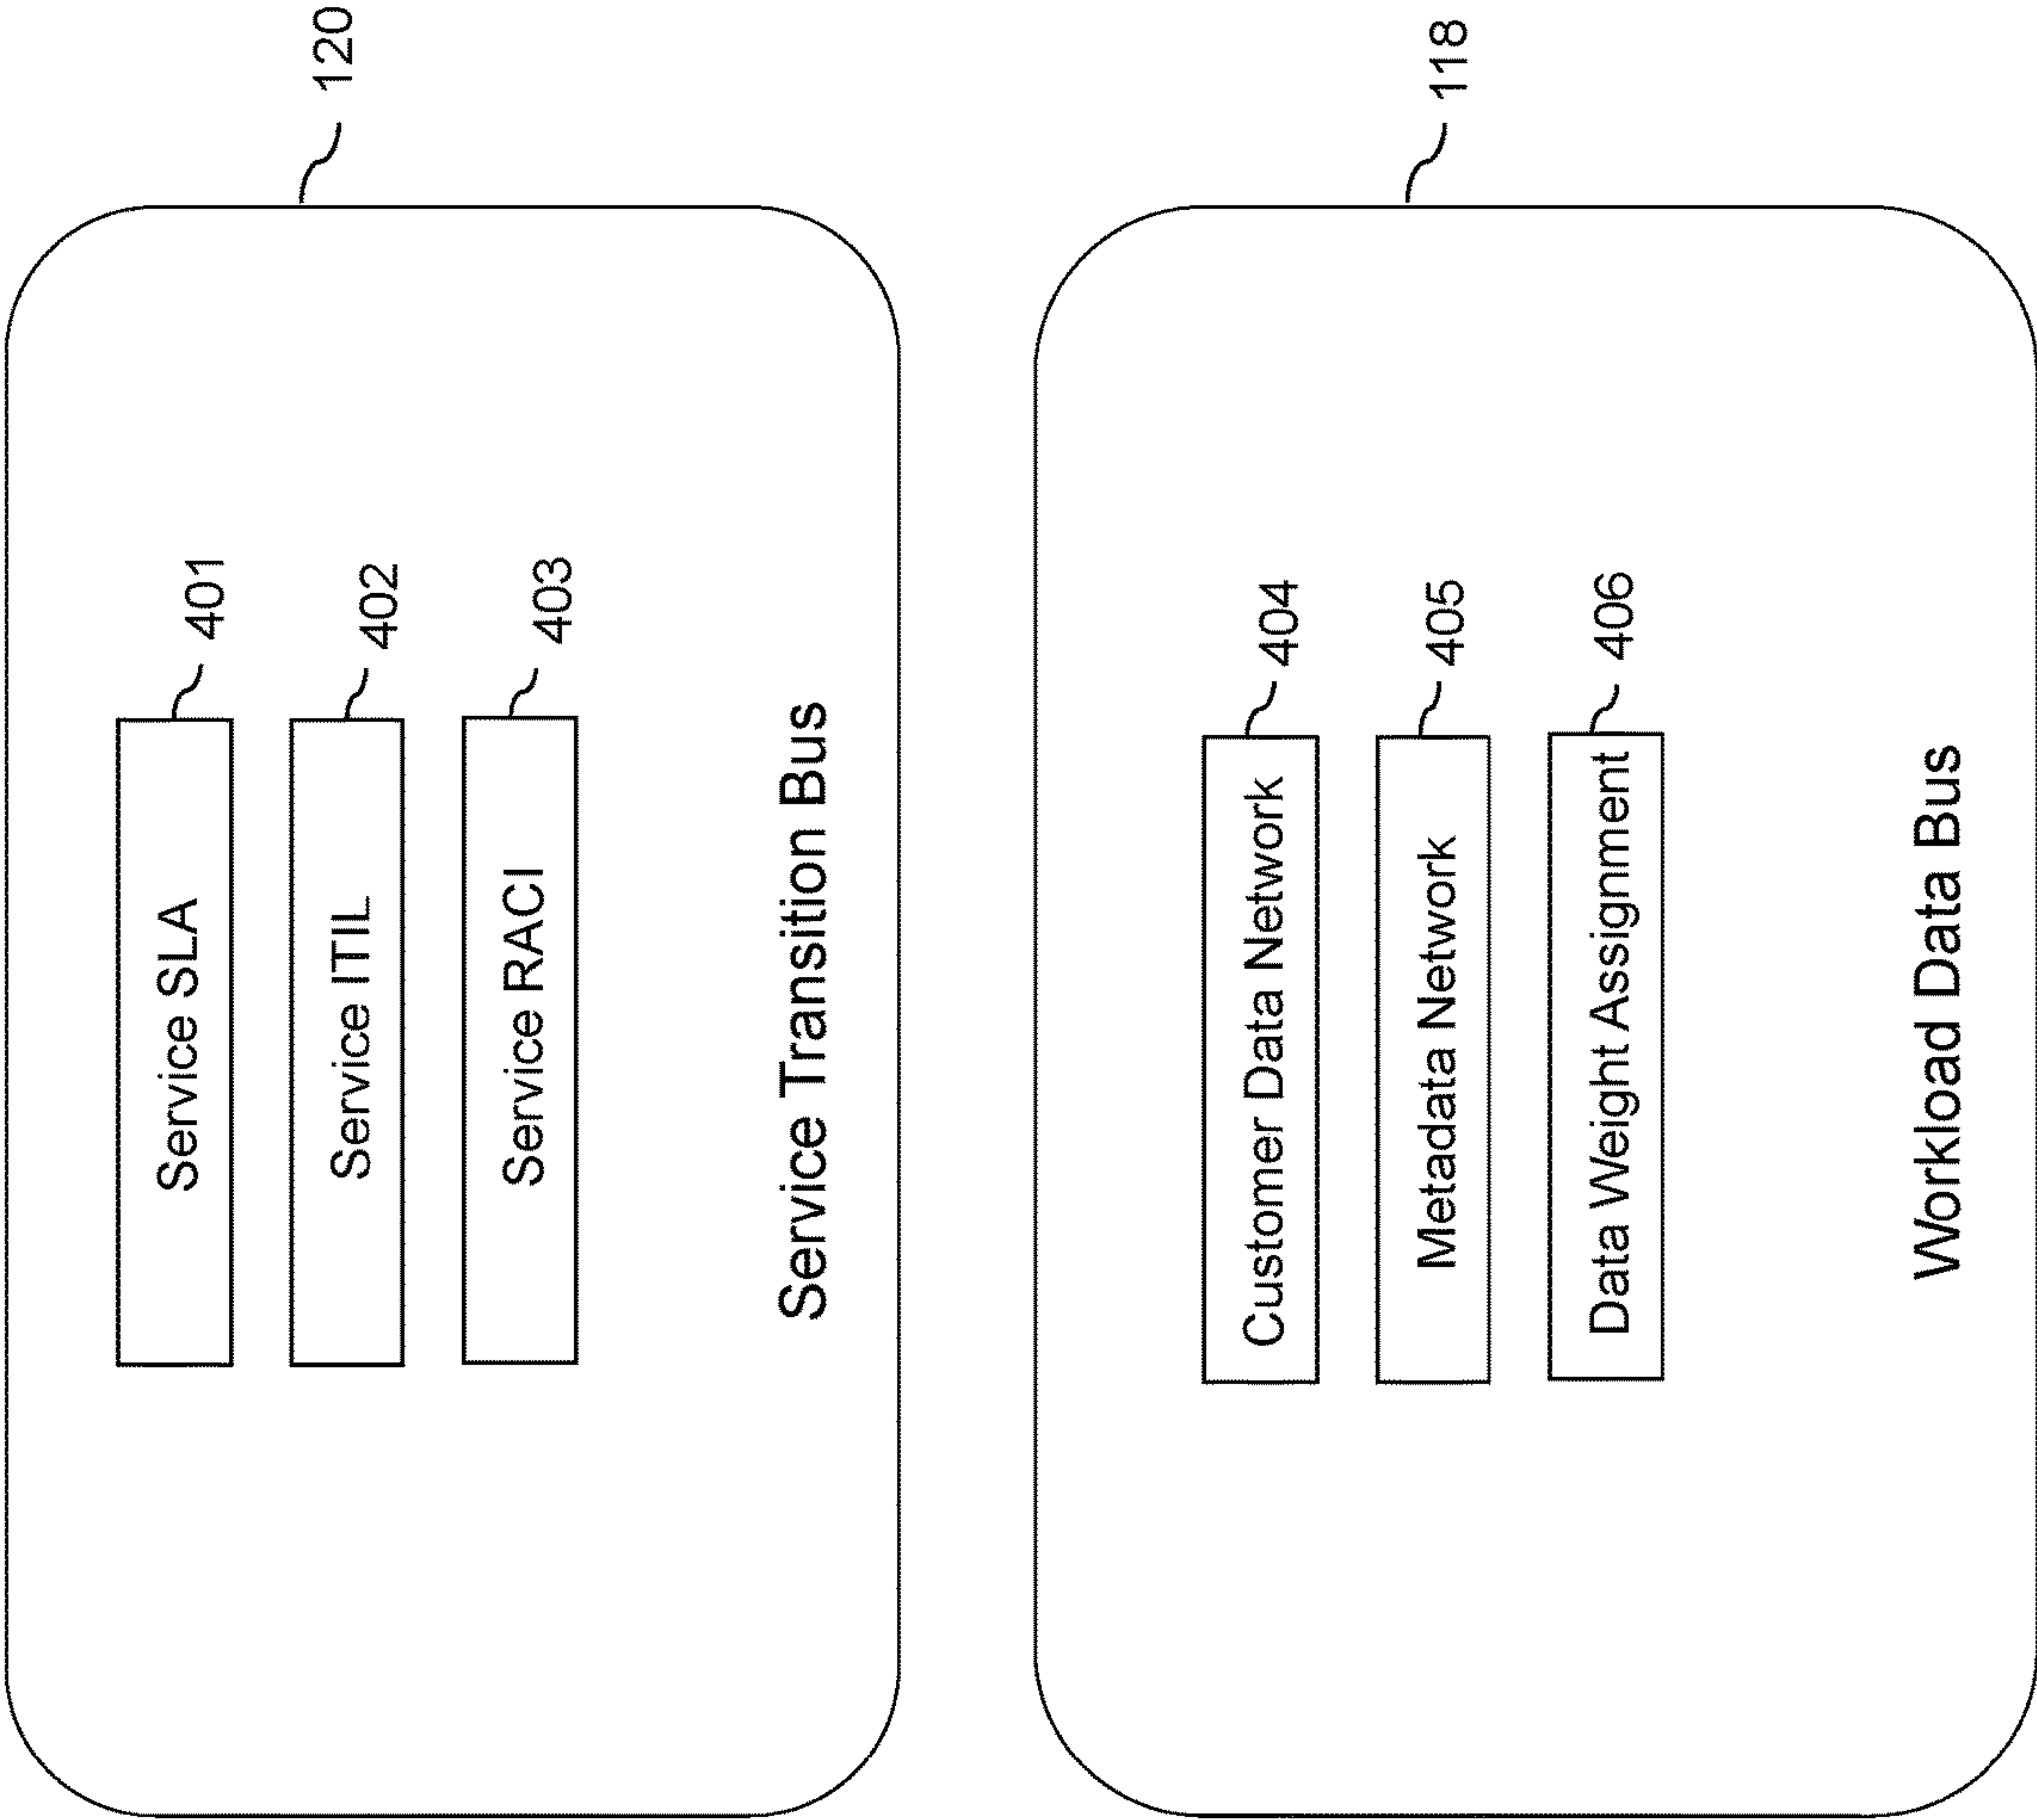 120
Service SLA
401
Service ITIL
402
Service RACI
403
Service Transition Bus
118
Customer Data Network
404
Metadata Network
405
Data Weight Assignment
406
Workload Data Bus